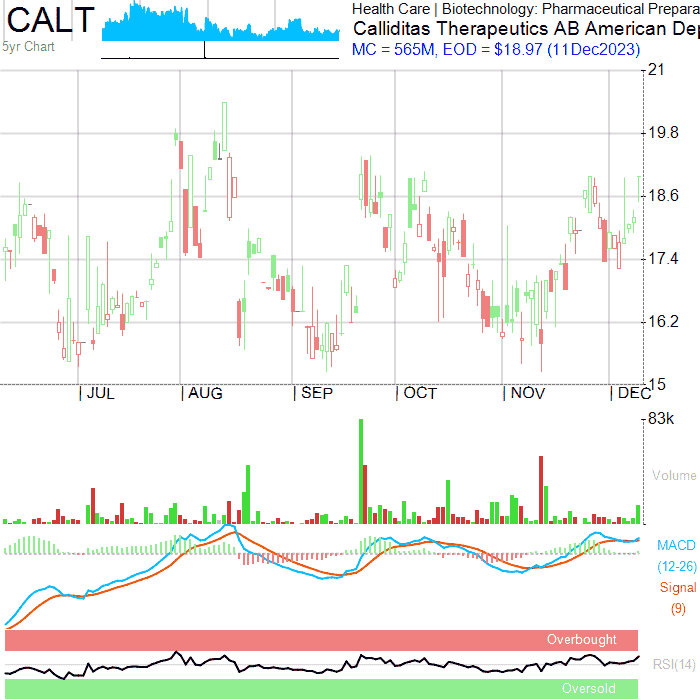 CALT
5yr Chart
Health Care | Biotechnology: Pharmaceutical Prepara
Calliditas Therapeutics AB American Dep
MC = 565M, EOD = $18.97 (11Dec2023)
21
19.8
18.6
17.4
16.2
15
| JUL | AUG | SEP | OCT | NOV | DEC
83k
Volume
MACD
(12-26)
Signal
(9)
Overbought
RSI(14)
Oversold